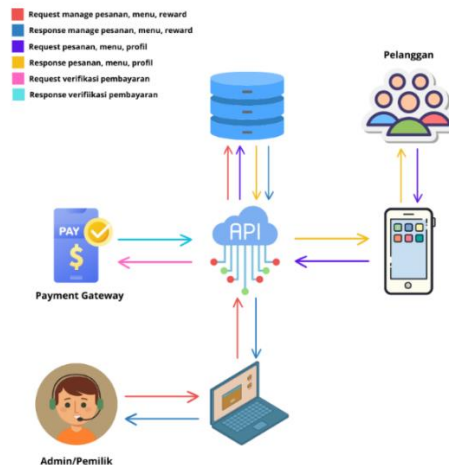 Request manage pesanan, menu, reward
Response manage pesanan, menu, reward
Request pesanan, menu, profil
Response pesanan, menu, profil
Request verifikasi pembayaran
Response verifiikasi pembayaran
Pelanggan
API
PAY
$
Payment Gateway
Admin/Pemilik